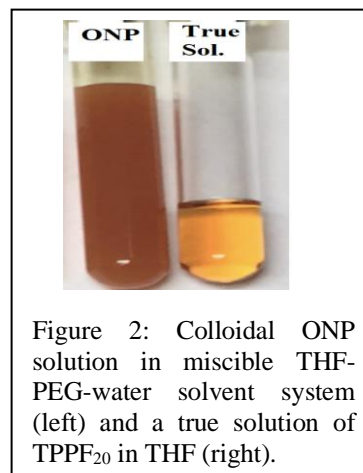 ONP
True
Sol.
Figure 2: Colloidal ONP
solution in miscible THF-
PEG-water solvent system
(left) and a true solution of
TPPF₂₀ in THF (right).